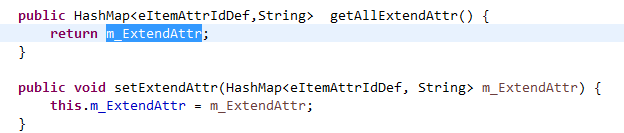 public HashMap<eItemAttrIdDef,String>  getAllExtendAttr() {
    return m_ExtendAttr;
}
public void setExtendAttr(HashMap<eItemAttrIdDef, String> m_ExtendAttr) {
    this.m_ExtendAttr = m_ExtendAttr;
}